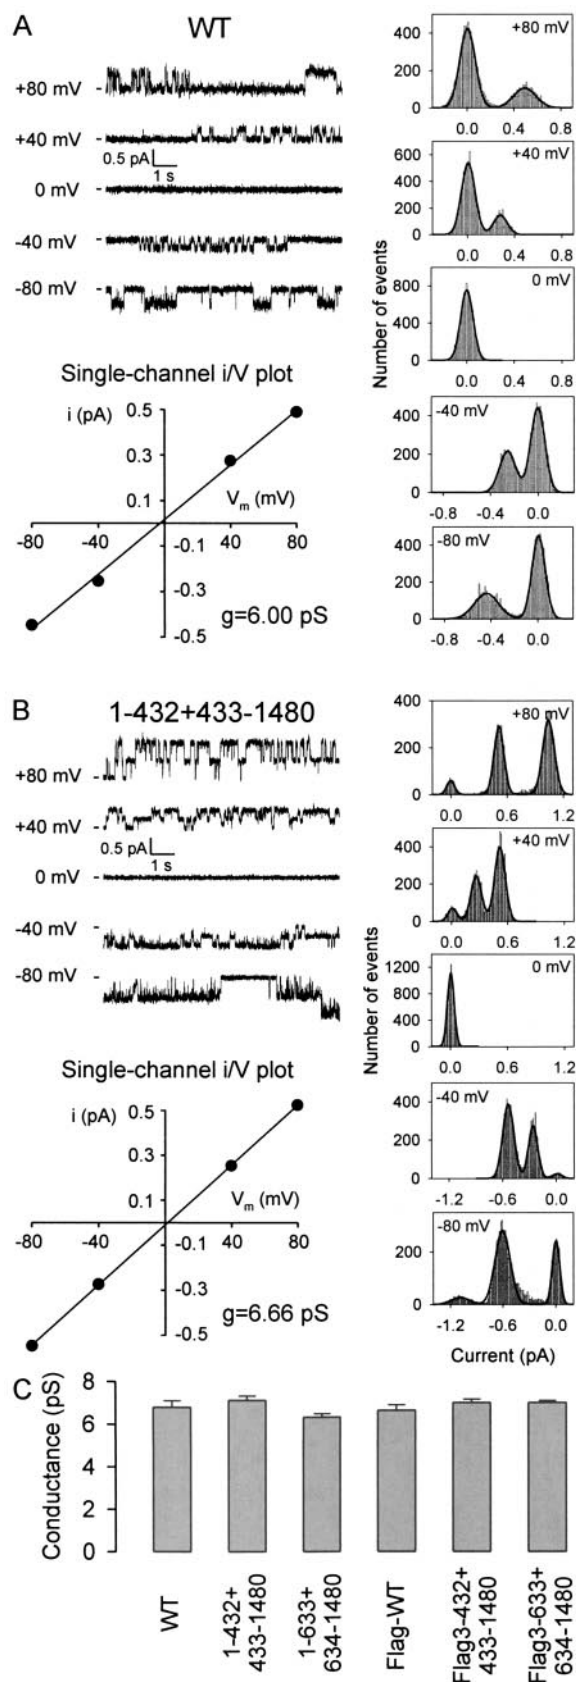 A
WT
+80 mV
+40 mV
0.5 pA
1 s
0 mV
-40 mV
-80 mV
Single-channel i/V plot
i (pA)
0.5
0.3
0.1
Vm (mV)
-80
-40
40
80
-0.1
-0.3
-0.5
g=6.00 pS
Number of events
+80 mV
400
200
0
0.0
0.4
0.8
+40 mV
600
400
200
0
0.0
0.4
0.8
0 mV
800
400
0
0.0
0.4
0.8
-40 mV
400
200
0
-0.8
-0.4
0.0
-80 mV
400
200
0
-0.8
-0.4
0.0
B
1-432+433-1480
+80 mV
+40 mV
0.5 pA
1 s
0 mV
-40 mV
-80 mV
Single-channel i/V plot
i (pA)
0.5
0.3
0.1
Vm (mV)
-80
-40
40
80
-0.1
-0.3
-0.5
g=6.66 pS
Number of events
+80 mV
400
200
0
0.0
0.6
1.2
+40 mV
400
200
0
0.0
0.6
1.2
0 mV
1200
800
400
0
0.0
0.6
1.2
-40 mV
400
200
0
-1.2
-0.6
0.0
-80 mV
200
0
-1.2
-0.6
0.0
Current (pA)
C
Conductance (pS)
8
6
4
2
0
WT
1-432+
433-1480
1-633+
634-1480
Flag-WT
Flag3-432+
433-1480
Flag3-633+
634-1480